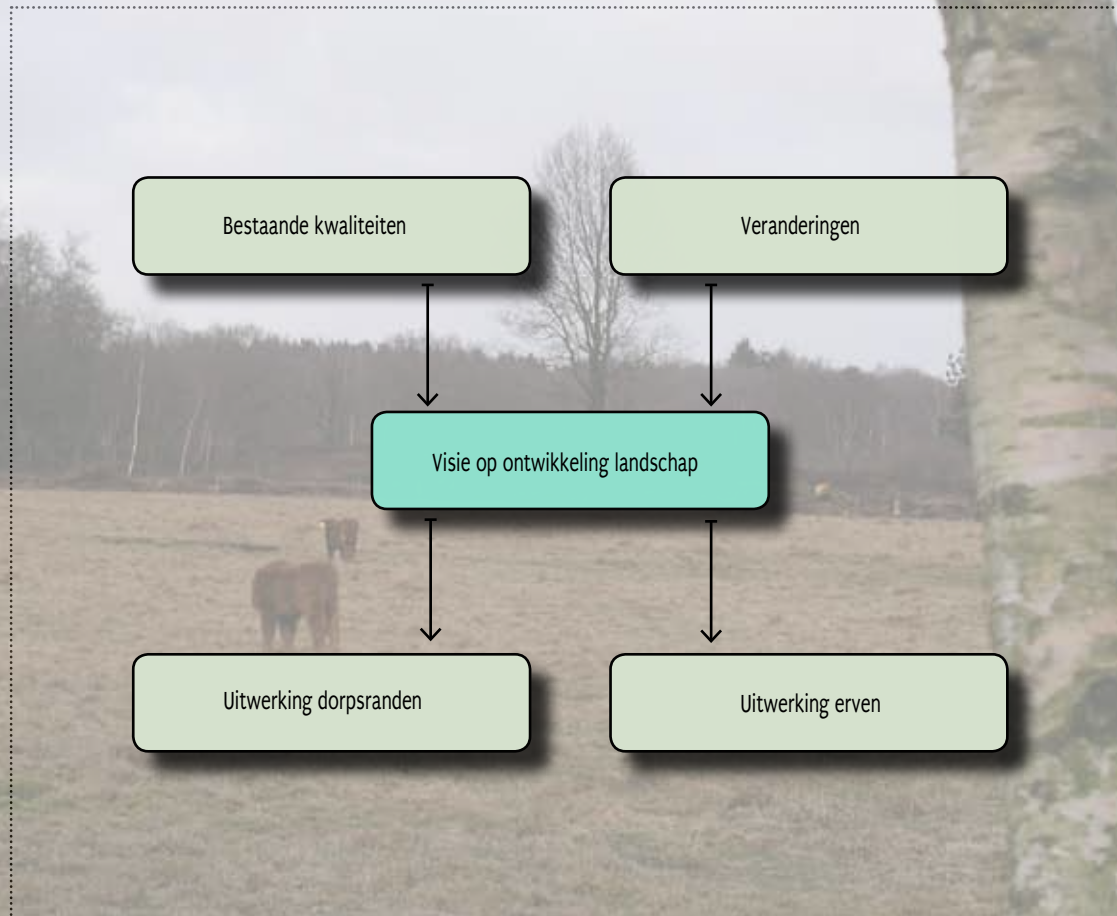 Bestaande kwaliteiten
Veranderingen
Visie op ontwikkeling landschap
Uitwerking dorpsranden
Uitwerking erven